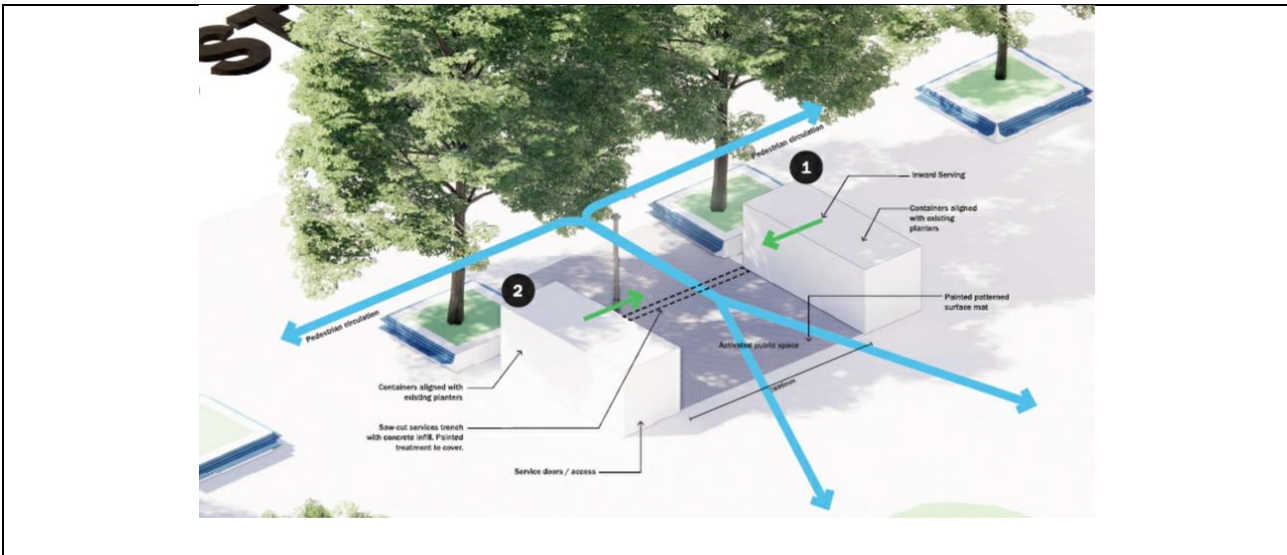 ST
Pedestrian circulation
1
Inward Serving
Containers aligned
with existing
planters
2
Painted patterned
surface mat
Pedestrian circulation
Activated public space
Containers aligned with
existing planters
Saw-cut services trench
with concrete infill. Painted
treatment to cover.
Service doors / access